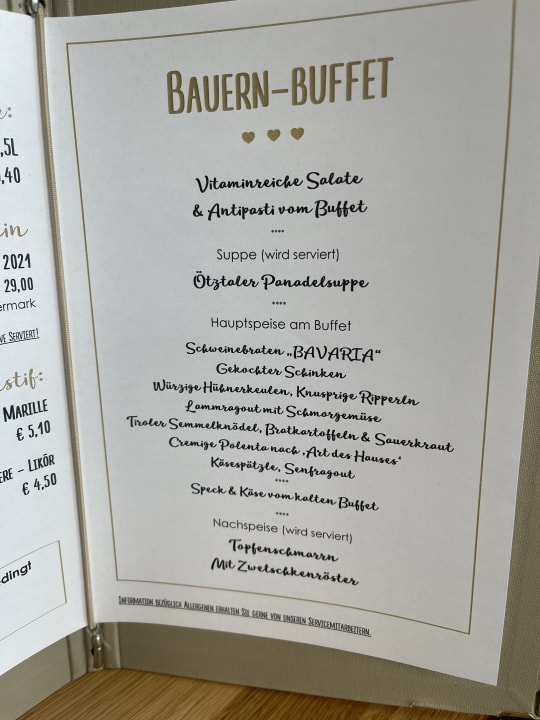 e:
,5L
,40
in
2021
29,00
ermark
VE SERVIERT!
stif:
MARILLE
€ 5,10
ERE – LIKÖR
€ 4,50
dingt
BAUERN-BUFFET
Vitaminreiche Salate
& Antipasti vom Buffet
****
Suppe (wird serviert)
Ötztaler Panadelsuppe
****
Hauptspeise am Buffet
Schweinebraten „BAVARIA“
Gekochter Schinken
Würzige Hühnerkeulen, Knusprige Ripperln
Lammragout mit Schmorgemüse
Tiroler Semmelknödel, Bratkartoffeln & Sauerkraut
Cremige Polenta nach ‚Art des Hauses‘
Käsespätzle, Senfragout
****
Speck & Käse vom kalten Buffet
****
Nachspeise (wird serviert)
Topfenschmarrn
Mit Zwetschkenröster
INFORMATION BEZÜGLICH ALLERGENEN ERHALTEN SIE GERNE VON UNSEREN SERVICEMITARBEITERN.